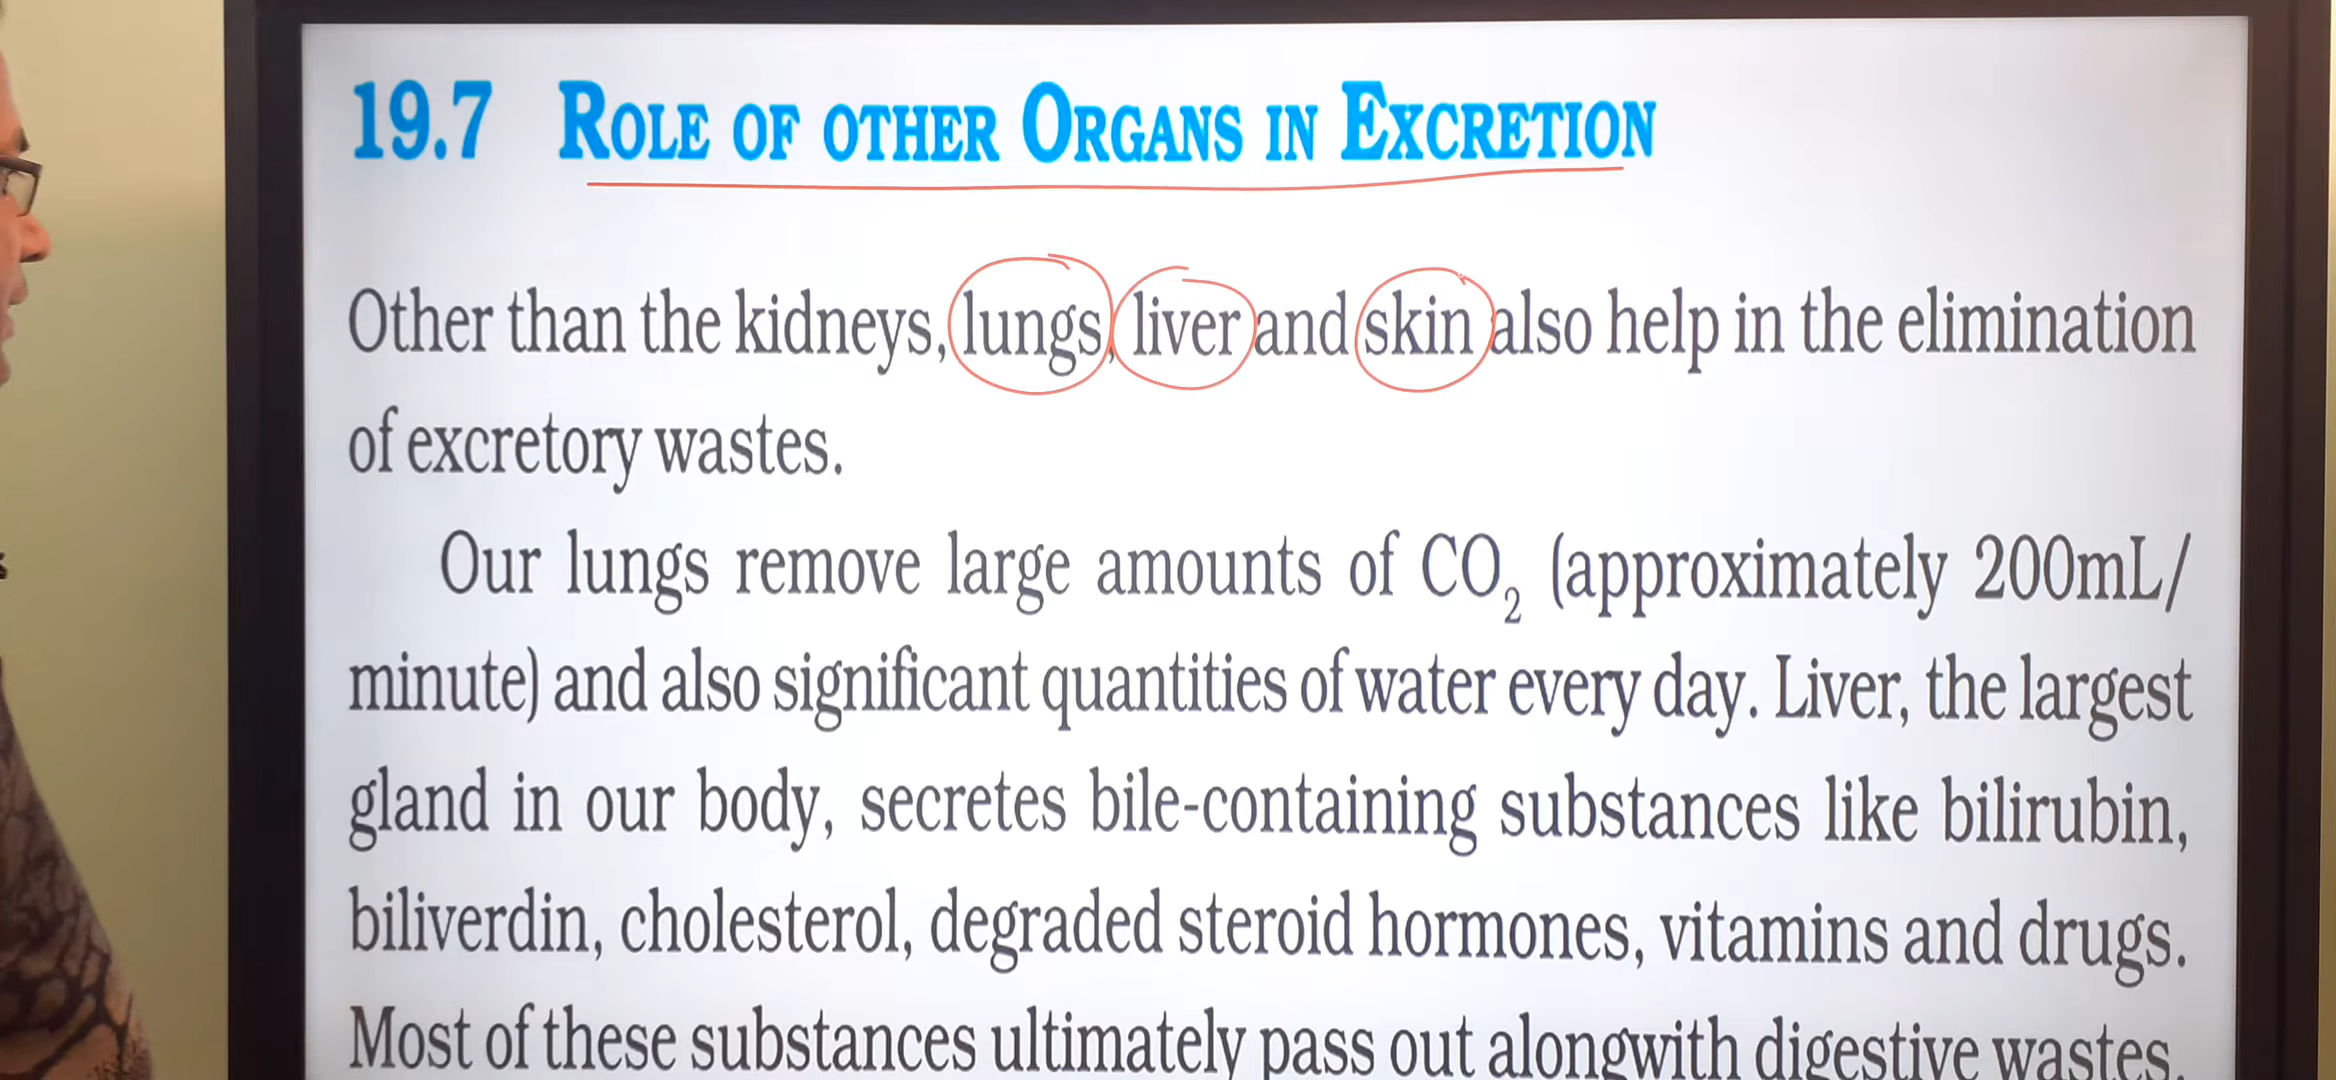 19.7 ROLE OF OTHER ORGANS IN EXCRETION
Other than the kidneys, lungs, liver and skin also help in the elimination
of excretory wastes.
Our lungs remove large amounts of CO₂ (approximately 200mL/
minute) and also significant quantities of water every day. Liver, the largest
gland in our body, secretes bile-containing substances like bilirubin,
biliverdin, cholesterol, degraded steroid hormones, vitamins and drugs.
Most of these substances ultimately pass out alongwith digestive wastes.